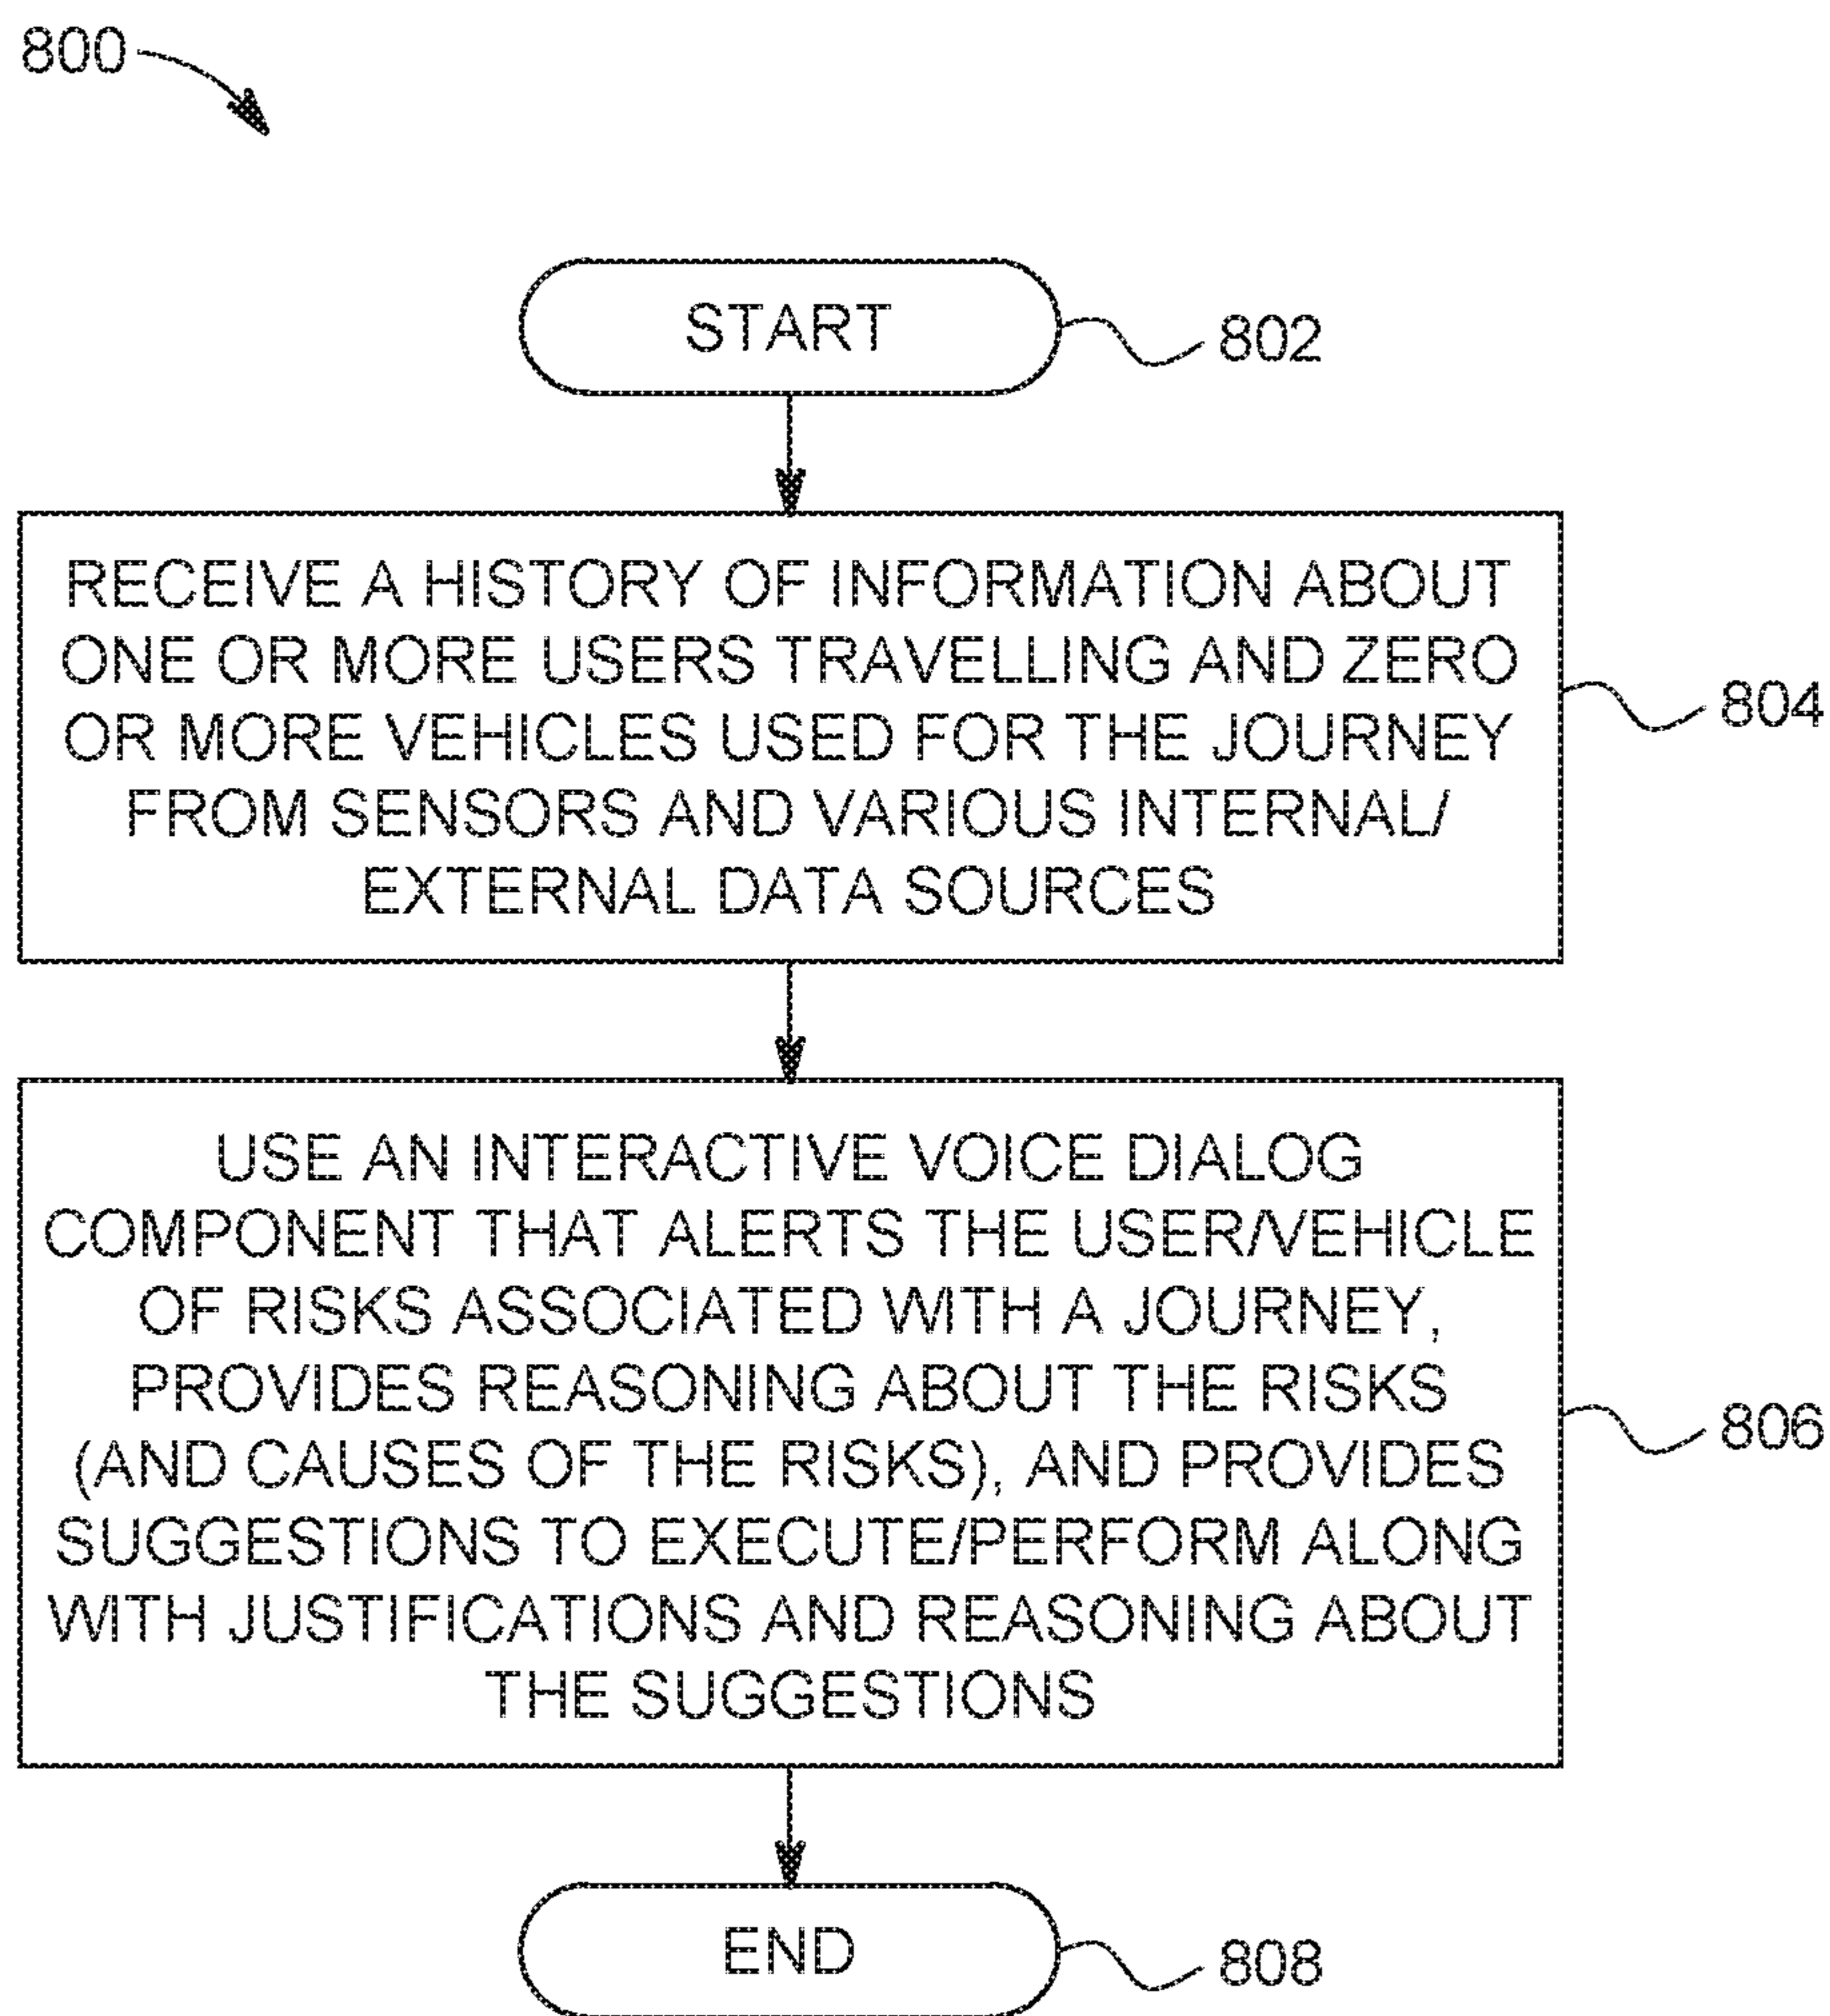 800
START
802
RECEIVE A HISTORY OF INFORMATION ABOUT
ONE OR MORE USERS TRAVELLING AND ZERO
OR MORE VEHICLES USED FOR THE JOURNEY
FROM SENSORS AND VARIOUS INTERNAL/
EXTERNAL DATA SOURCES
804
USE AN INTERACTIVE VOICE DIALOG
COMPONENT THAT ALERTS THE USER/VEHICLE
OF RISKS ASSOCIATED WITH A JOURNEY,
PROVIDES REASONING ABOUT THE RISKS
(AND CAUSES OF THE RISKS), AND PROVIDES
SUGGESTIONS TO EXECUTE/PERFORM ALONG
WITH JUSTIFICATIONS AND REASONING ABOUT
THE SUGGESTIONS
806
END
808